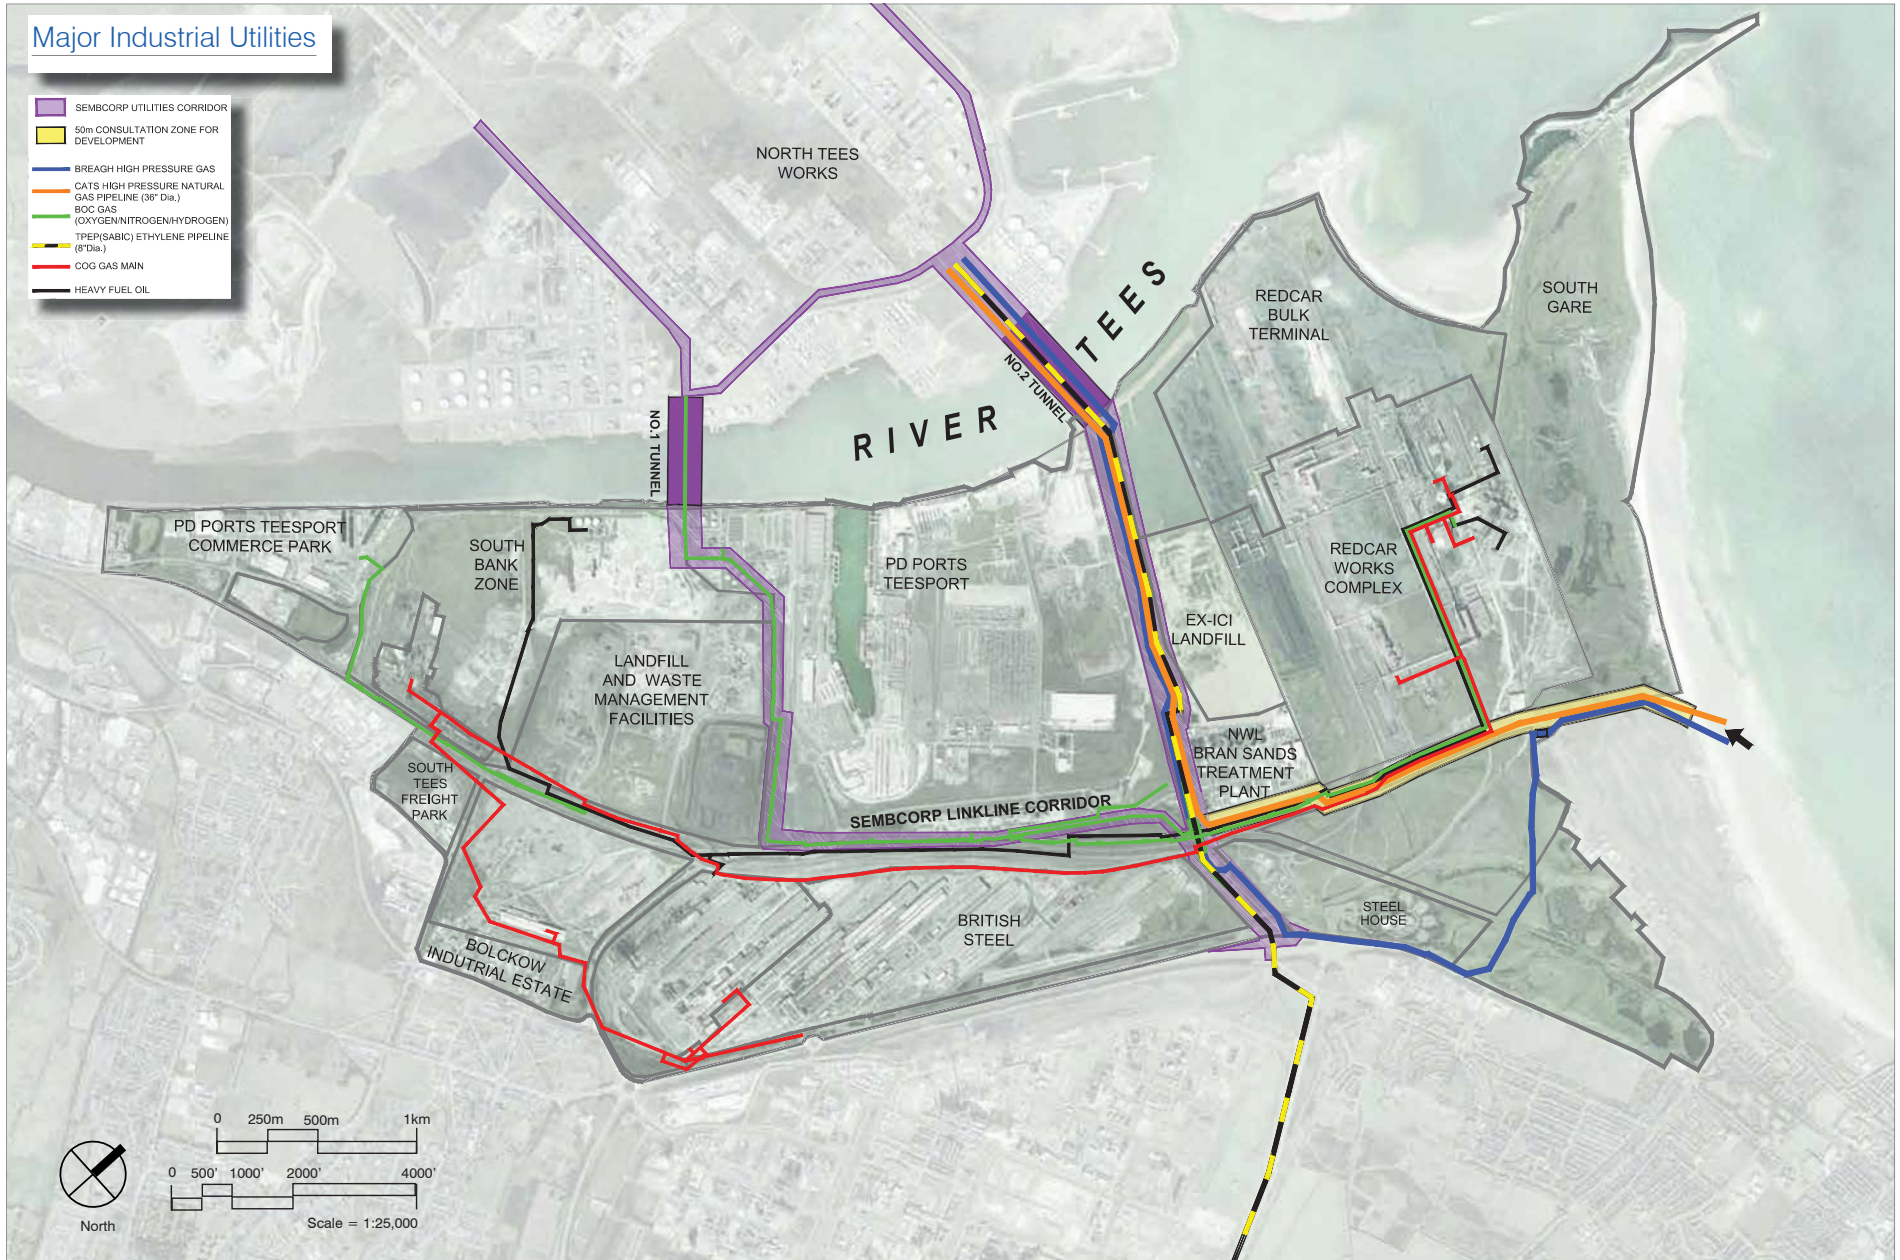 Major Industrial Utilities
SEMBCORP UTILITIES CORRIDOR
50m CONSULTATION ZONE FOR
DEVELOPMENT
BREAGH HIGH PRESSURE GAS
CATS HIGH PRESSURE NATURAL
GAS PIPELINE (36" Dia.)
BOC GAS
(OXYGEN/NITROGEN/HYDROGEN)
TPEP(SABIC) ETHYLENE PIPELINE
(8"Dia.)
COG GAS MAIN
HEAVY FUEL OIL
NORTH TEES
WORKS
RIVER TEES
NO.1 TUNNEL
NO.2 TUNNEL
REDCAR
BULK
TERMINAL
SOUTH
GARE
PD PORTS TEESPORT
COMMERCE PARK
SOUTH
BANK
ZONE
PD PORTS
TEESPORT
REDCAR
WORKS
COMPLEX
EX-ICI
LANDFILL
LANDFILL
AND WASTE
MANAGEMENT
FACILITIES
NWL
BRAN SANDS
TREATMENT
PLANT
SOUTH
TEES
FREIGHT
PARK
SEMBCORP LINKLINE CORRIDOR
BRITISH
STEEL
STEEL
HOUSE
BOLCKOW
INDUTRIAL ESTATE
0 250m 500m 1km
0 500' 1000' 2000' 4000'
Scale = 1:25,000
North